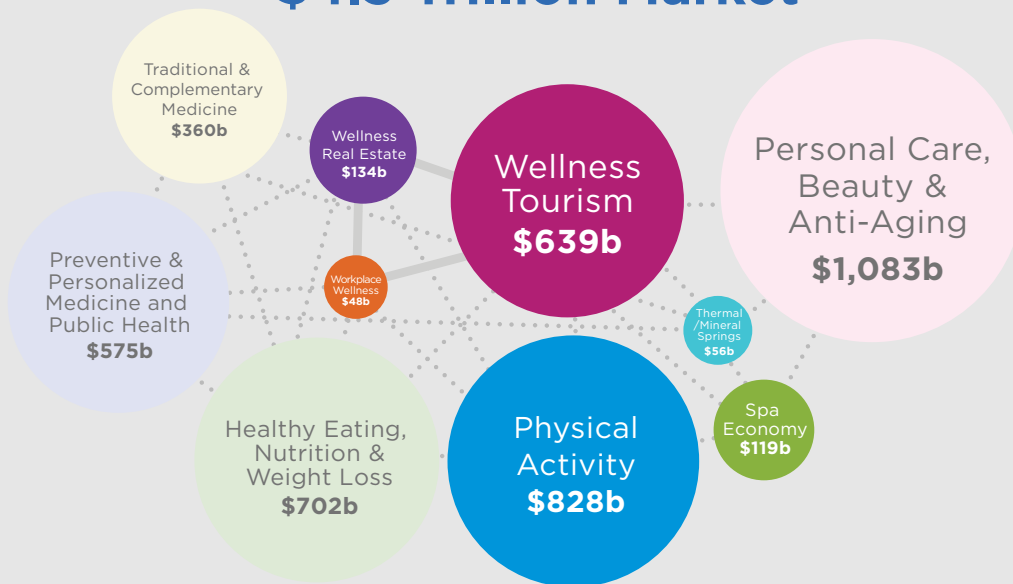 Trillion Market
Traditional &
Complementary
Medicine
$360b
Wellness
Real Estate
$134b
Wellness
Tourism
$639b
Personal Care,
Beauty &
Anti-Aging
$1,083b
Preventive &
Personalized
Medicine and
Public Health
$575b
Workplace
Wellness
$48b
Thermal
/Mineral
Springs
$56b
Healthy Eating,
Nutrition &
Weight Loss
$702b
Physical
Activity
$828b
Spa
Economy
$119b